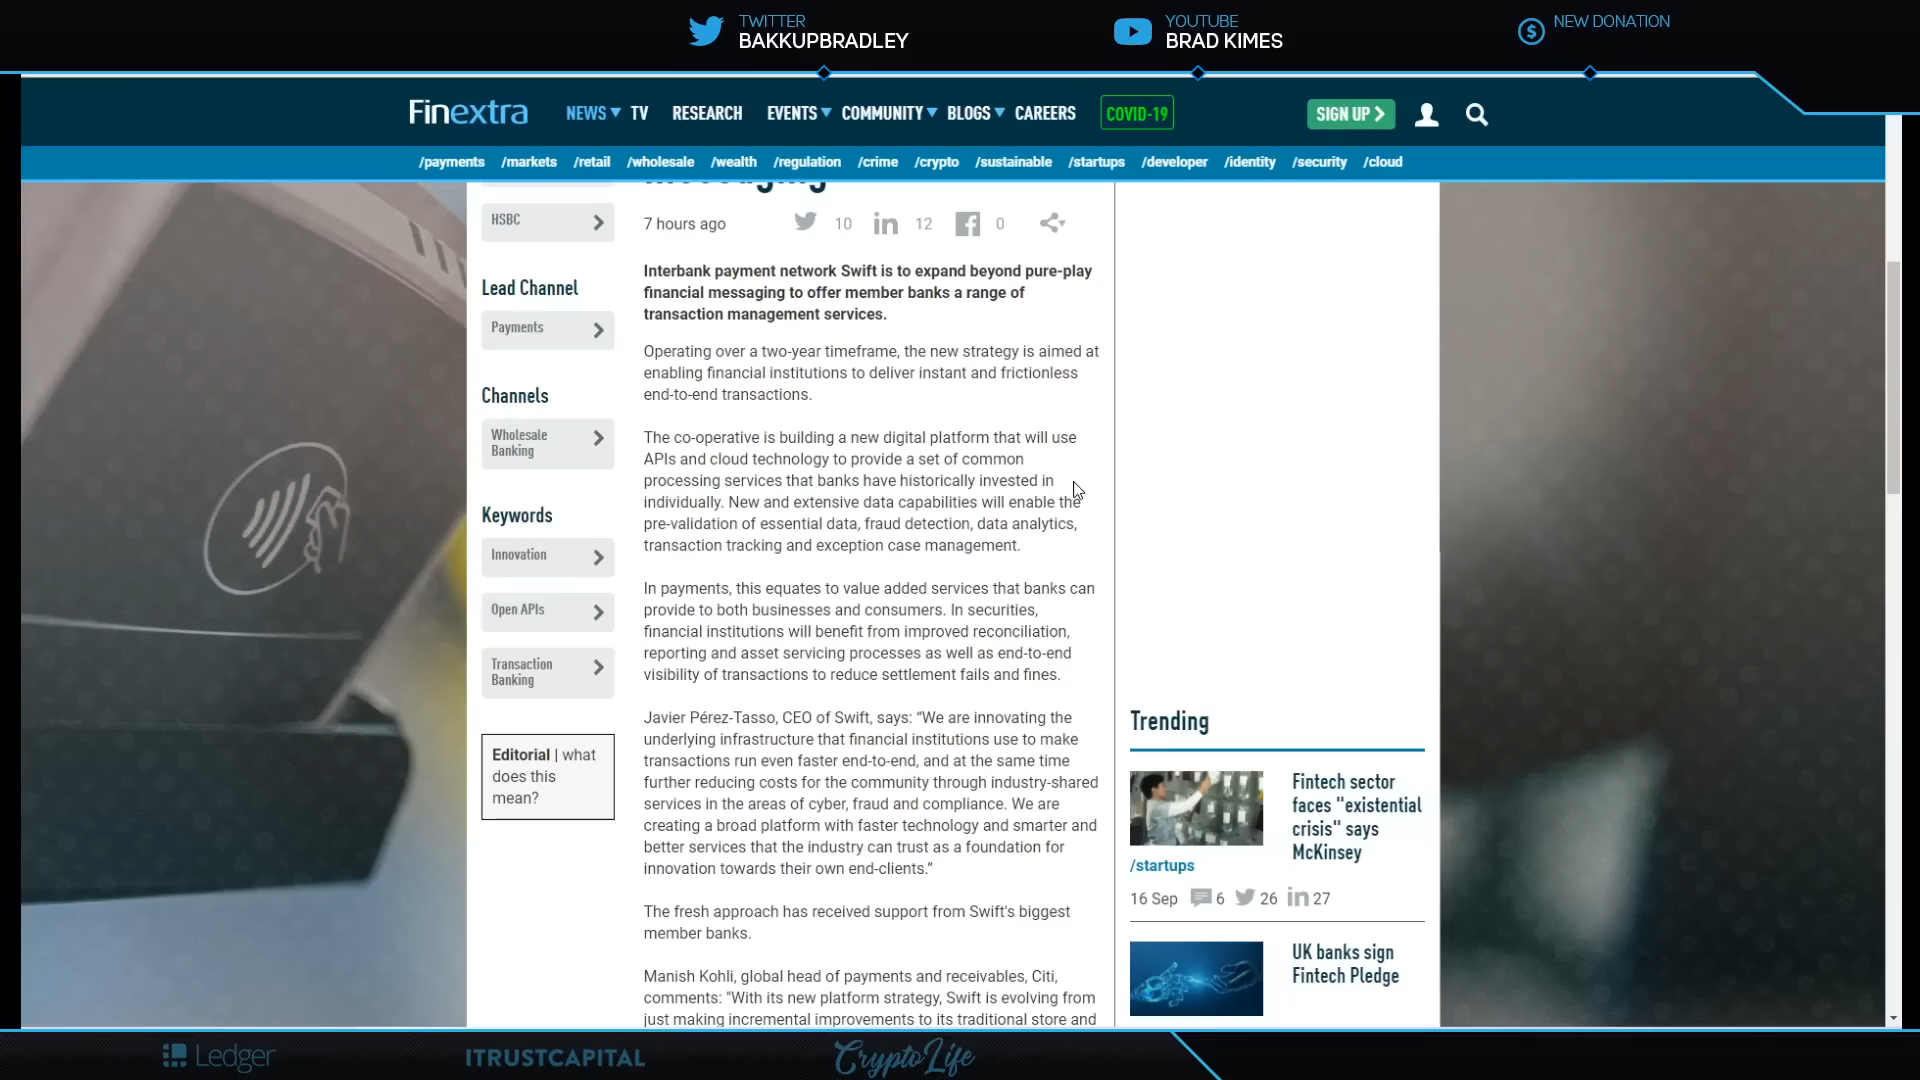 TWITTER
BAKKUPBRADLEY
YOUTUBE
BRAD KIMES
NEW DONATION
Finextra
NEWS TV RESEARCH EVENTS COMMUNITY BLOGS CAREERS COVID-19
SIGN UP
/payments /markets /retail /wholesale /wealth /regulation /crime /crypto /sustainable /startups /developer /identity /security /cloud
HSBC
Lead Channel
Payments
Channels
Wholesale
Banking
Keywords
Innovation
Open APIs
Transaction
Banking
Editorial | what
does this
mean?
7 hours ago 10 12 0
Interbank payment network Swift is to expand beyond pure-play
financial messaging to offer member banks a range of
transaction management services.
Operating over a two-year timeframe, the new strategy is aimed at
enabling financial institutions to deliver instant and frictionless
end-to-end transactions.
The co-operative is building a new digital platform that will use
APIs and cloud technology to provide a set of common
processing services that banks have historically invested in
individually. New and extensive data capabilities will enable the
pre-validation of essential data, fraud detection, data analytics,
transaction tracking and exception case management.
In payments, this equates to value added services that banks can
provide to both businesses and consumers. In securities,
financial institutions will benefit from improved reconciliation,
reporting and asset servicing processes as well as end-to-end
visibility of transactions to reduce settlement fails and fines.
Javier Pérez-Tasso, CEO of Swift, says: “We are innovating the
underlying infrastructure that financial institutions use to make
transactions run even faster end-to-end, and at the same time
further reducing costs for the community through industry-shared
services in the areas of cyber, fraud and compliance. We are
creating a broad platform with faster technology and smarter and
better services that the industry can trust as a foundation for
innovation towards their own end-clients.”
The fresh approach has received support from Swift's biggest
member banks.
Manish Kohli, global head of payments and receivables, Citi,
comments: "With its new platform strategy, Swift is evolving from
just making incremental improvements to its traditional store and
Trending
Fintech sector
faces "existential
crisis" says
McKinsey
/startups
16 Sep 6 26 27
UK banks sign
Fintech Pledge
Ledger
ITRUSTCAPITAL
CryptoLife